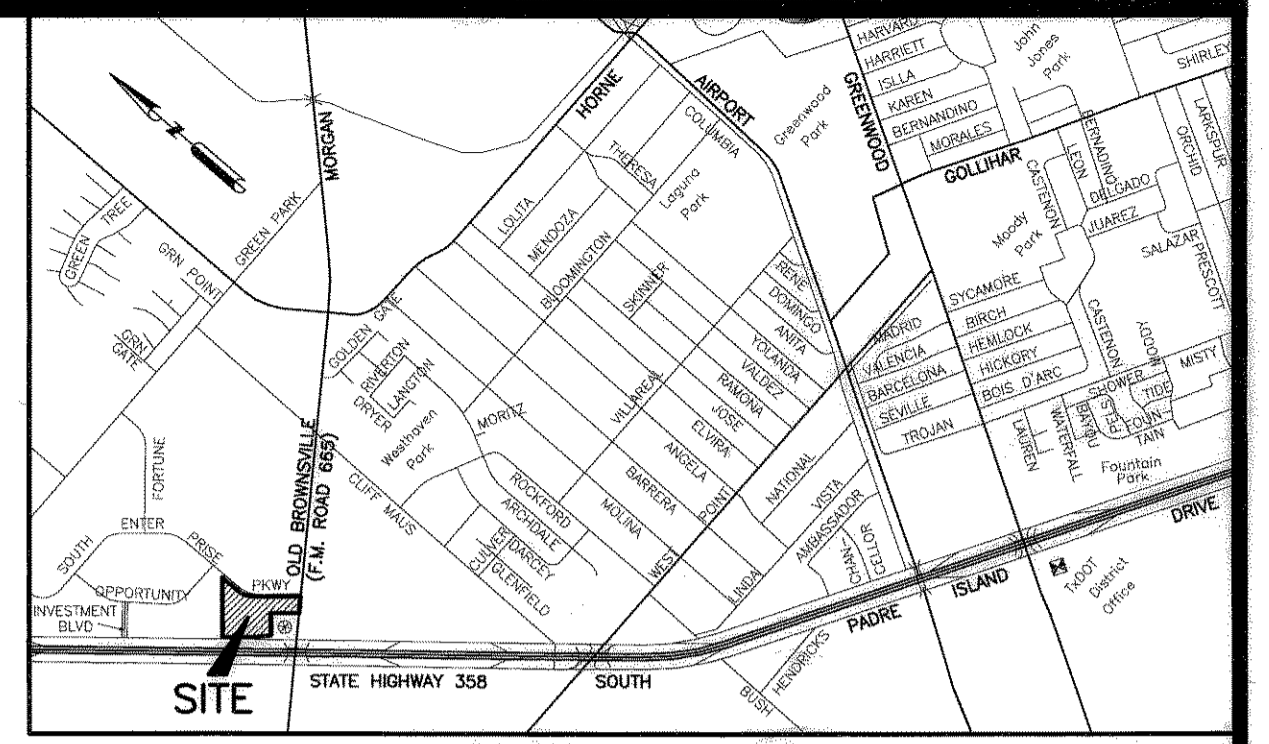 HARVARD
HARRIETT
ISLLA
KAREN
BERNANDINO
MORALES
John
Jones
Park
SHIRLEY
LARKSPUR
ORCHID
PRESCOTT
GREENWOOD
GOLLIHAR
AIRPORT
HORNE
MORGAN
Greenwood
Park
COLUMBIA
THERESA
Laguna
Park
LOLITA
MENDOZA
BLOOMINGTON
SKINNER
GREEN PARK
GREEN
TREE
GRN POINT
GRN
GATE
N
BERNADINO
LEON
CASTENON
DELGADO
JUAREZ
SALAZAR
Moody
Park
RENE
DOMINGO
ANITA
YOLANDA
VALDEZ
RAMONA
JOSE
ELVIRA
ANGELA
BARRERA
MOLINA
VILLAREAL
SYCAMORE
BIRCH
HEMLOCK
HICKORY
BOIS D'ARC
CASTENON
MOODY
MISTY
MADRID
VALENCIA
BARCELONA
SEVILLE
TROJAN
SHOWER
TIDE
FOUN
TAIN
BAYOU
WATERFALL
LAUREN
Fountain
Park
GOLDEN GATE
RIVERTON
LANGTON
DRYER
Westhaven
Park
MORITZ
ROCKFORD
ARCHDALE
DARCEY
CULVER
GLENFIELD
CLIFF MAUS
WEST
POINT
NATIONAL
VISTA
AMBASSADOR
CHAN-
CELLOR
LINDA
OLD BROWNSVILLE
(F.M. ROAD 665)
FORTUNE
ENTER
PRISE
PKWY
SOUTH
OPPORTUNITY
INVESTMENT
BLVD
SITE
STATE HIGHWAY 358
SOUTH
PADRE
ISLAND
DRIVE
HENDRICKS
BUSH
TxDOT
District
Office